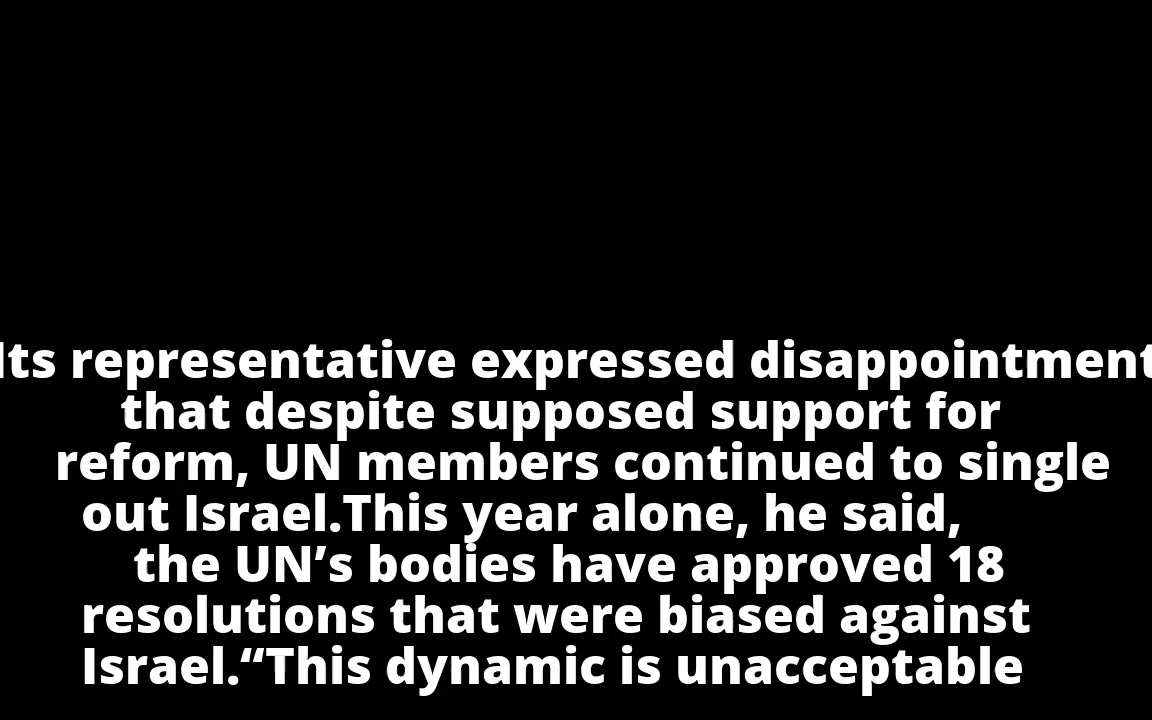 Its representative expressed disappointment
that despite supposed support for
reform, UN members continued to single
out Israel.This year alone, he said,
the UN’s bodies have approved 18
resolutions that were biased against
Israel.“This dynamic is unacceptable